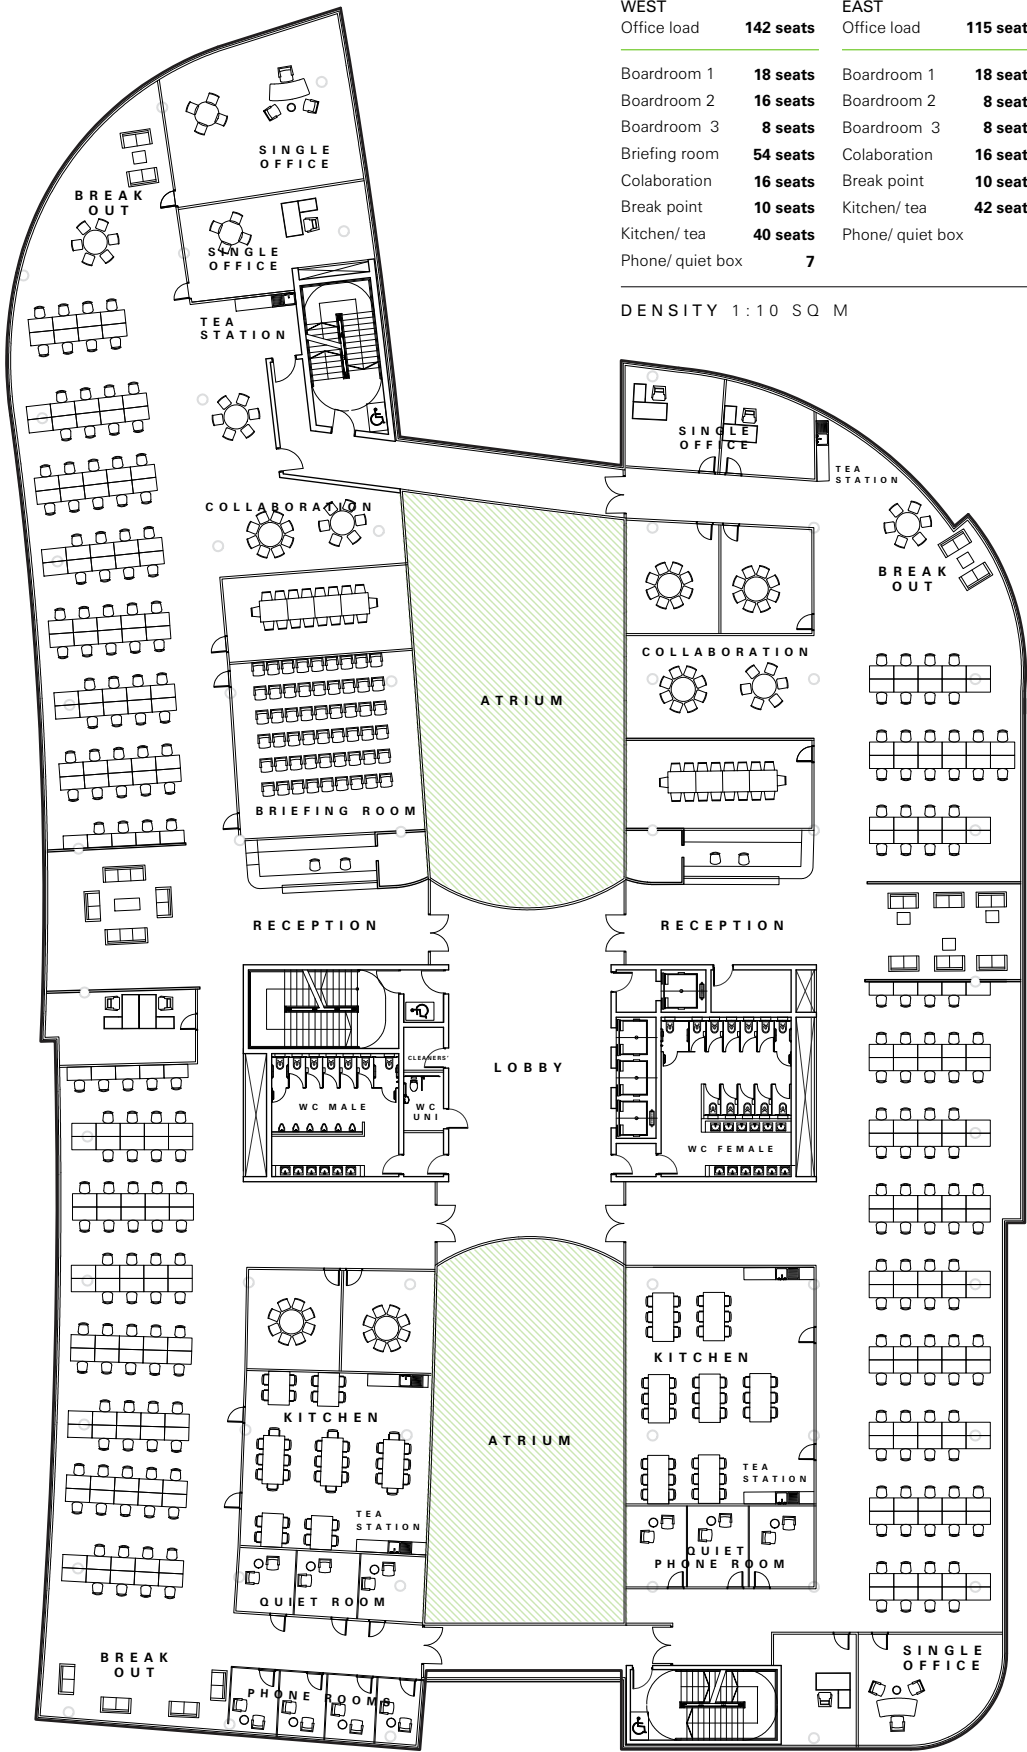 WEST
Office load 142 seats
Boardroom 1 18 seats
Boardroom 2 16 seats
Boardroom 3 8 seats
Briefing room 54 seats
Colaboration 16 seats
Break point 10 seats
Kitchen/ tea 40 seats
Phone/ quiet box 7
EAST
Office load 115 seat
Boardroom 1 18 seat
Boardroom 2 8 seat
Boardroom 3 8 seat
Colaboration 16 seat
Break point 10 seat
Kitchen/ tea 42 seat
Phone/ quiet box
DENSITY 1:10 SQ M
SINGLE
OFFICE
BREAK
OUT
SINGLE
OFFICE
TEA
STATION
SINGLE
OFFICE
TEA
STATION
COLLABORATION
BREAK
OUT
COLLABORATION
ATRIUM
BRIEFING ROOM
RECEPTION
RECEPTION
CLEANERS'
LOBBY
WC MALE
WC
UNI
WC FEMALE
KITCHEN
KITCHEN
ATRIUM
TEA
STATION
TEA
STATION
QUIET
PHONE ROOM
QUIET ROOM
BREAK
OUT
SINGLE
OFFICE
PHONE ROOMS